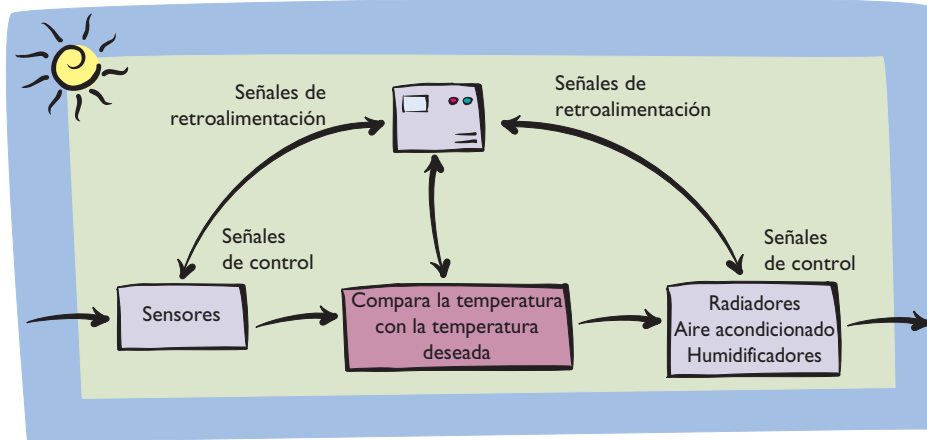 Señales de
retroalimentación
Señales de
retroalimentación
Señales
de control
Señales
de control
Sensores
Compara la temperatura
con la temperatura
deseada
Radiadores
Aire acondicionado
Humidificadores